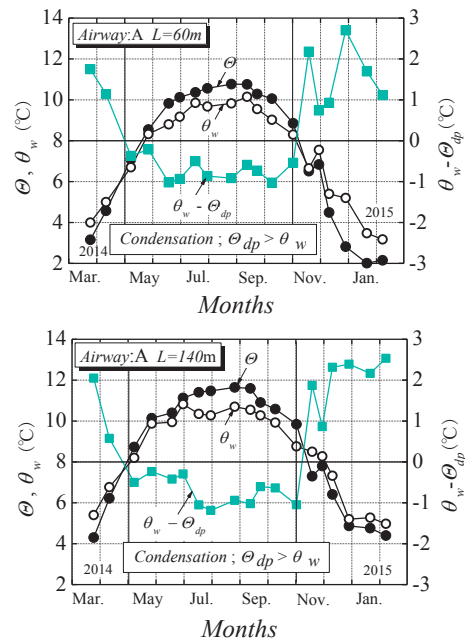 Airway:A L=60m
14
12
10
8
6
4
2
3
2
1
0
-1
-2
-3
Θ, θw (℃)
θw-Θdp (℃)
Θ
θw
θw - Θdp
Condensation ; Θdp > θw
2014
2015
Mar. May Jul. Sep. Nov. Jan.
Months
Airway:A L=140m
14
12
10
8
6
4
2
3
2
1
0
-1
-2
-3
Θ, θw (℃)
θw-Θdp (℃)
Θ
θw
θw − Θdp
Condensation ; Θdp > θw
2014
2015
Mar. May Jul. Sep. Nov. Jan.
Months